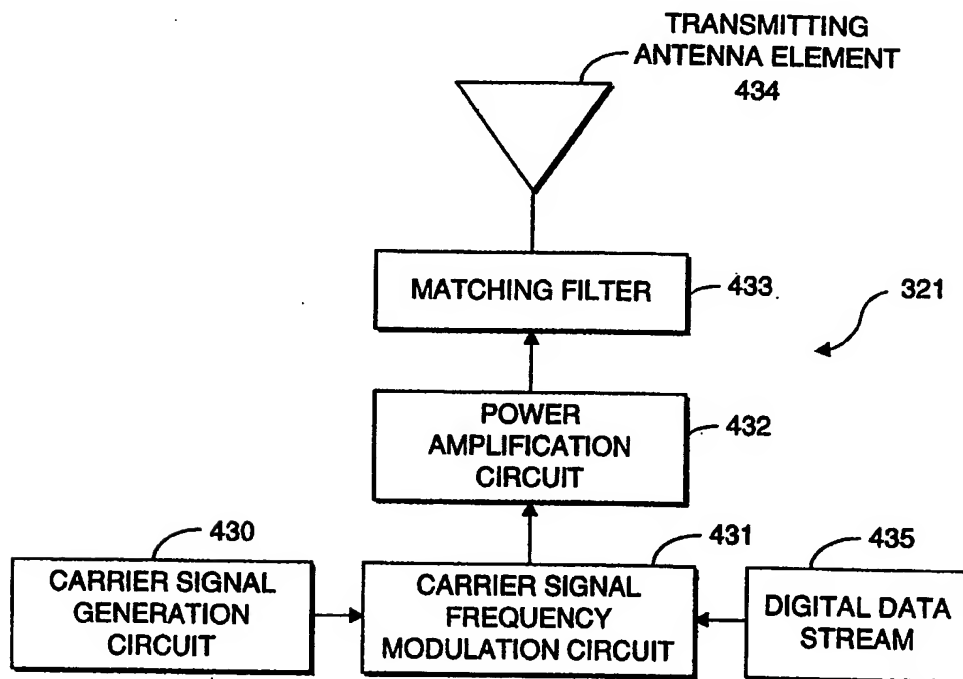 TRANSMITTING
ANTENNA ELEMENT
434
MATCHING FILTER
433
321
POWER
AMPLIFICATION
CIRCUIT
432
430
CARRIER SIGNAL
GENERATION
CIRCUIT
431
CARRIER SIGNAL
FREQUENCY
MODULATION CIRCUIT
435
DIGITAL DATA
STREAM